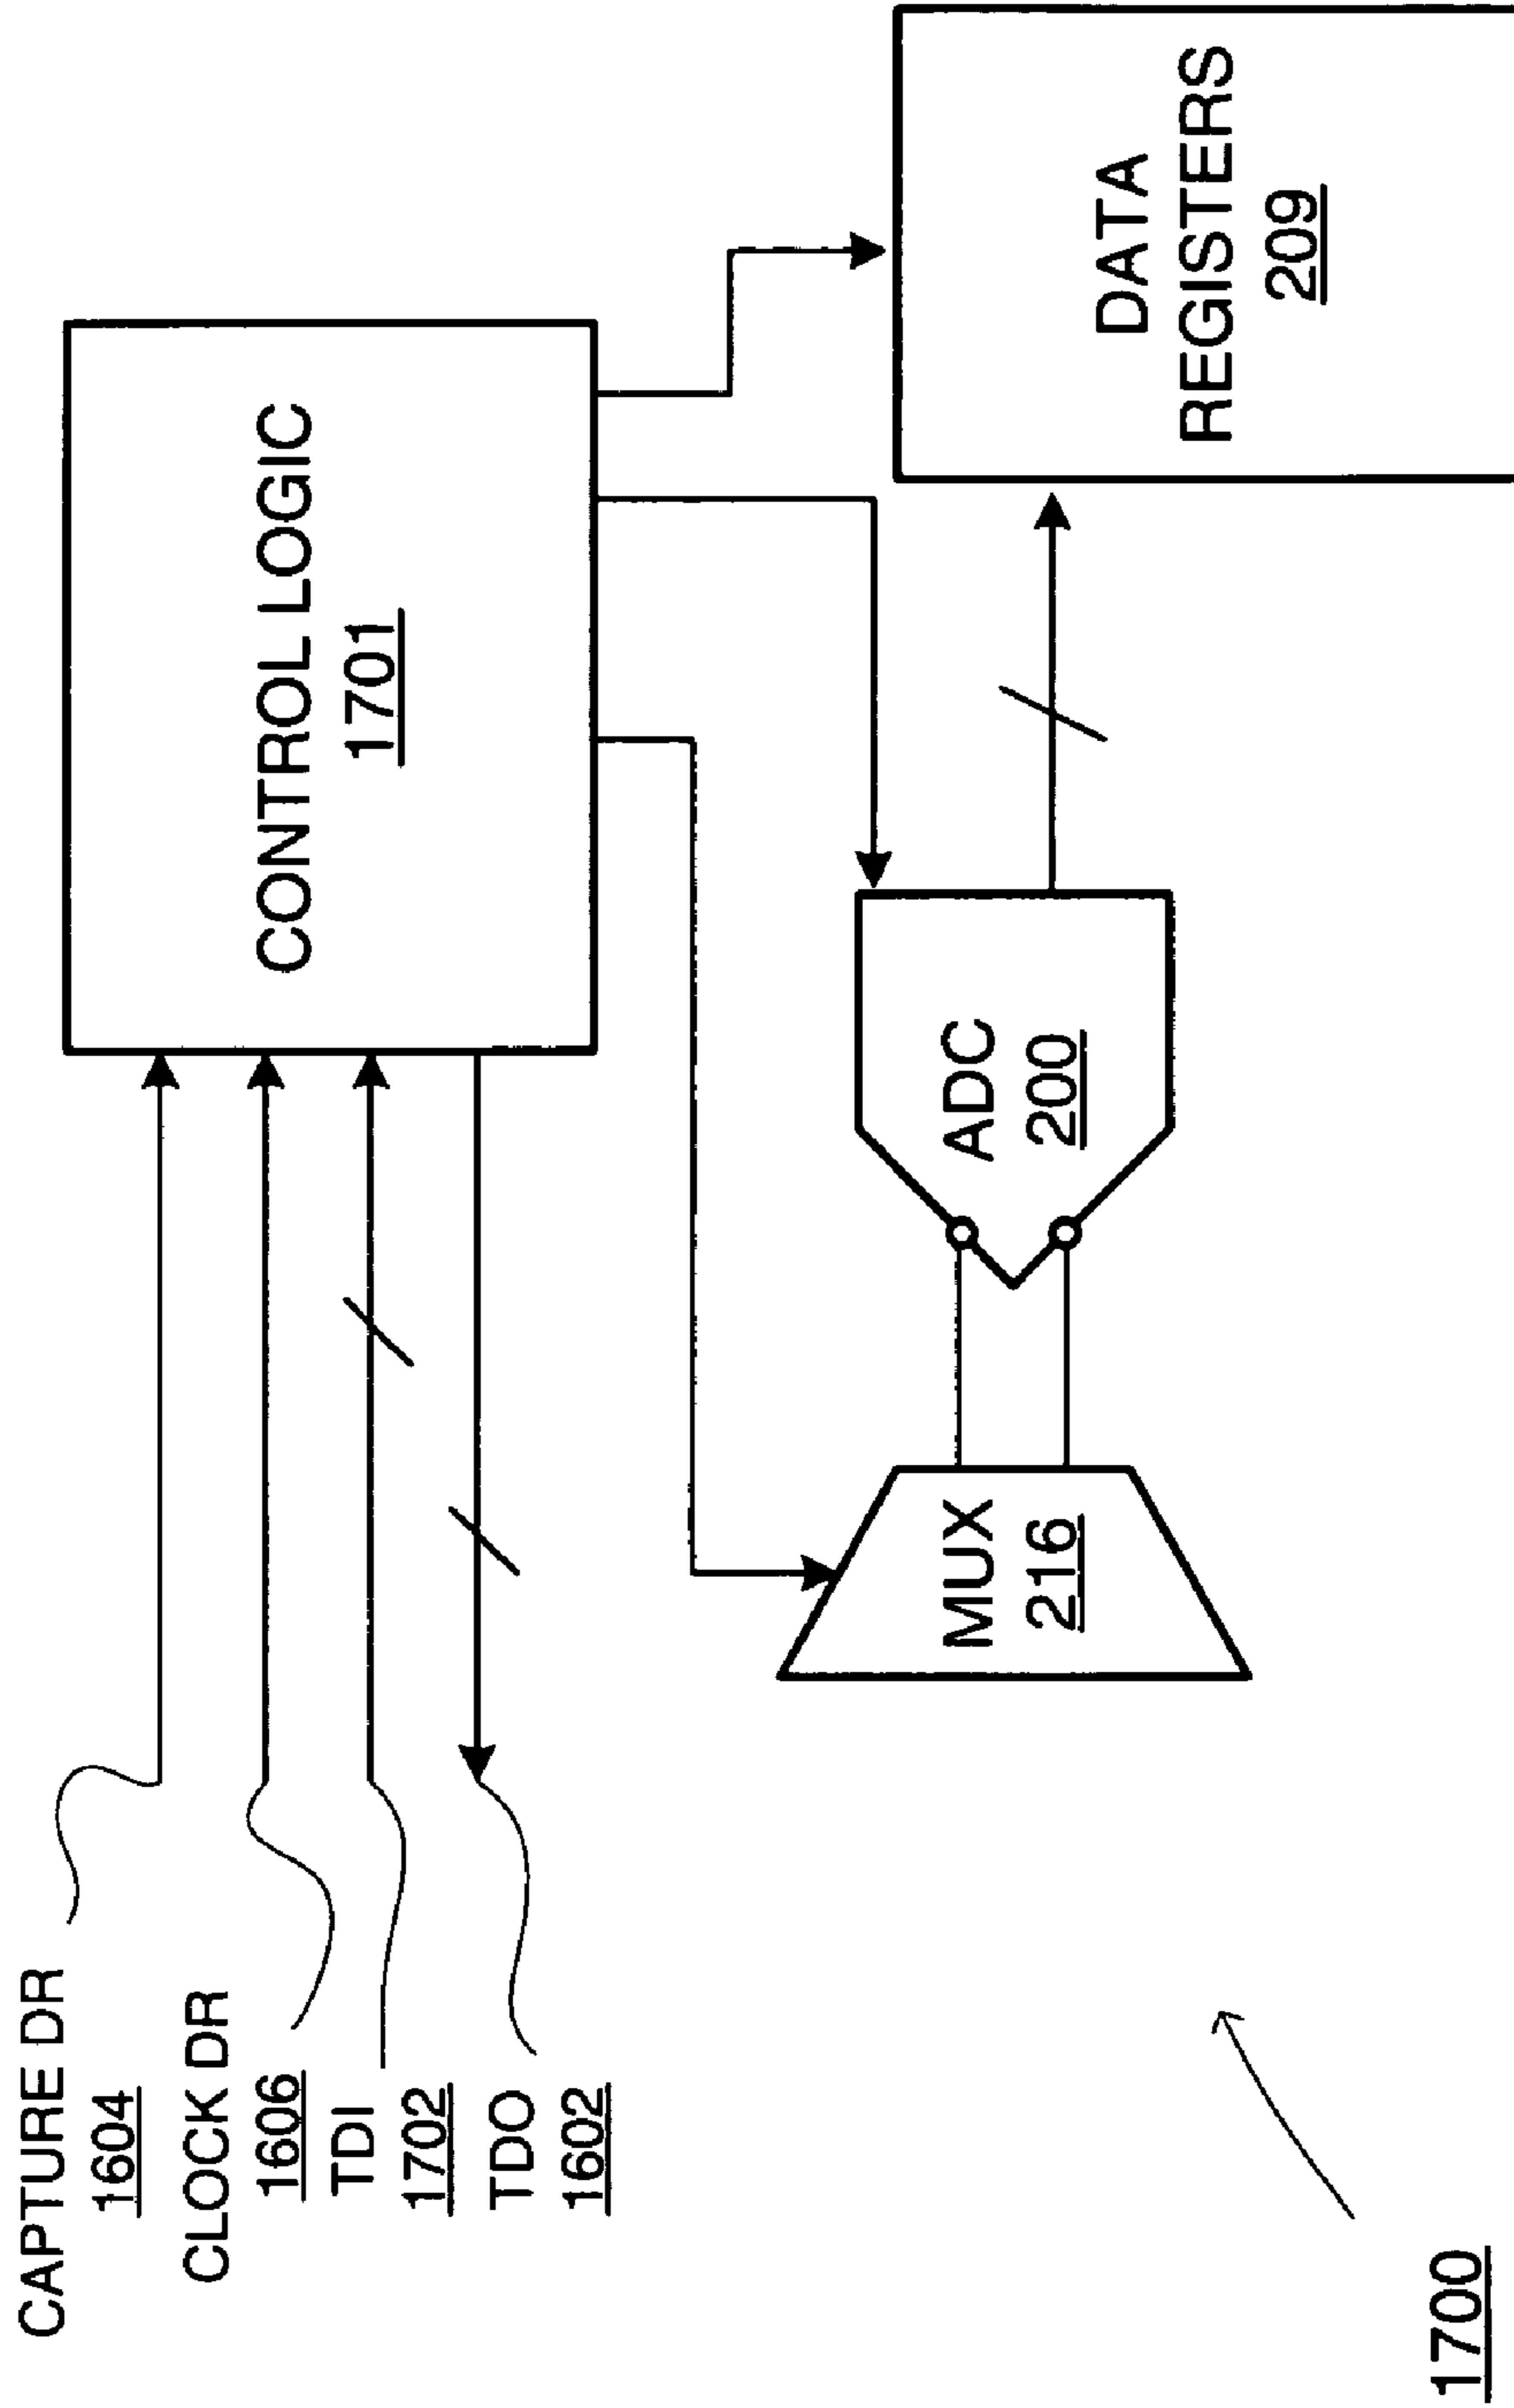 CAPTURE DR
1604
CLOCK DR
1606
TDI
1702
TDO
1602
CONTROL LOGIC
1701
MUX
216
ADC
200
DATA
REGISTERS
209
1700